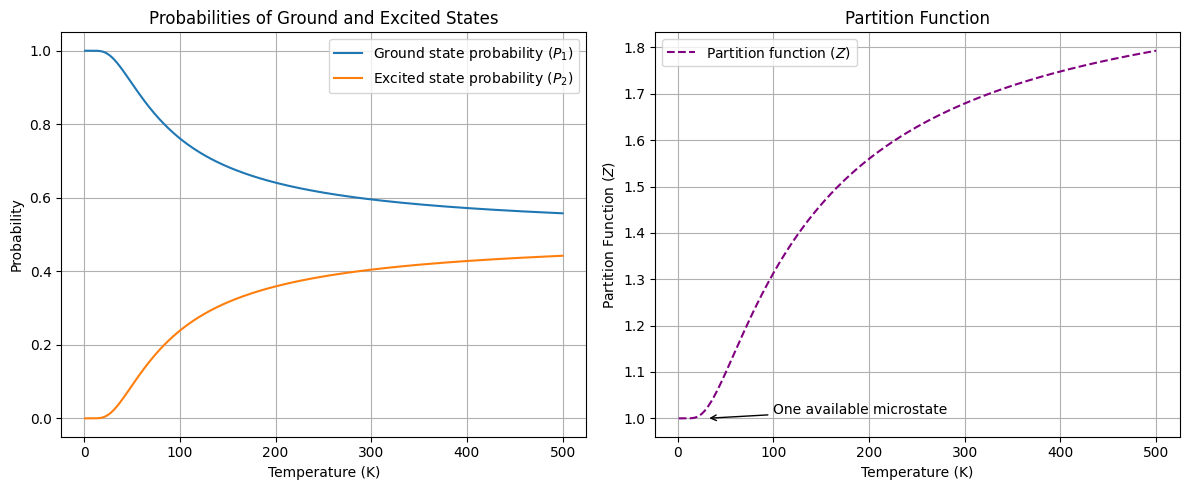 Probabilities of Ground and Excited States
Ground state probability (P₁)
Excited state probability (P₂)
Probability
1.0
0.8
0.6
0.4
0.2
0.0
0 100 200 300 400 500
Temperature (K)
Partition Function
Partition function (Z)
Partition Function (Z)
1.8
1.7
1.6
1.5
1.4
1.3
1.2
1.1
1.0
One available microstate
0 100 200 300 400 500
Temperature (K)